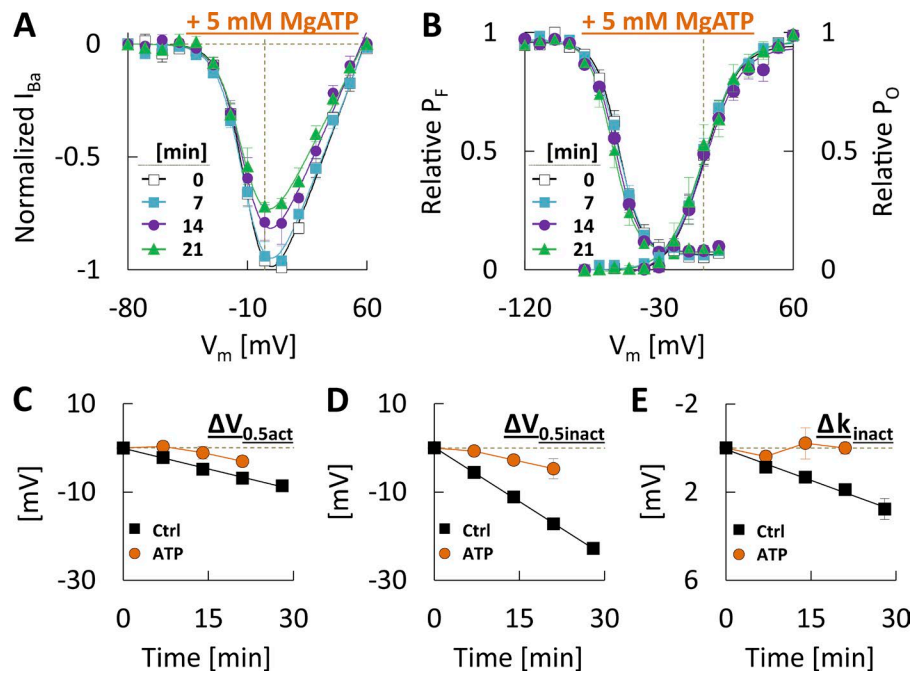 A
+ 5 mM MgATP
0
-0.5
-1
Normalized I_Ba
[min]
0
7
14
21
-80
-10
60
V_m [mV]
B
+ 5 mM MgATP
1
0.5
0
Relative P_F
1
0.5
0
Relative P_O
[min]
0
7
14
21
-120
-30
60
V_m [mV]
C
10
-10
-30
[mV]
ΔV_0.5act
Ctrl
ATP
0
15
30
Time [min]
D
10
-10
-30
[mV]
ΔV_0.5inact
Ctrl
ATP
0
15
30
Time [min]
E
-2
2
6
[mV]
Δk_inact
Ctrl
ATP
0
15
30
Time [min]